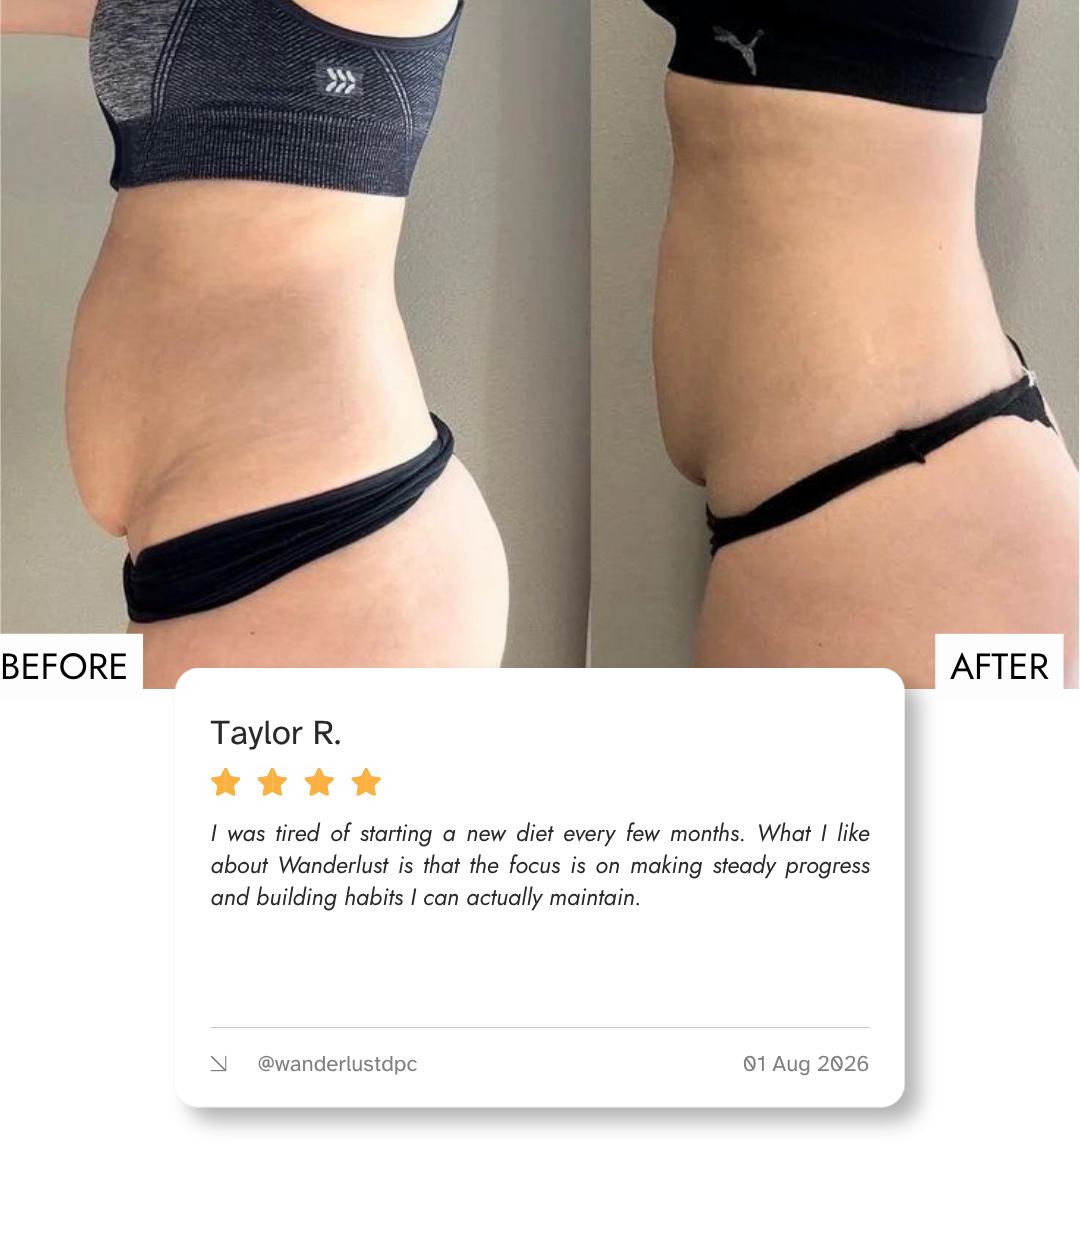 BEFORE
AFTER
Taylor R.
I was tired of starting a new diet every few months. What I like
about Wanderlust is that the focus is on making steady progress
and building habits I can actually maintain.
@wanderlustdpc
01 Aug 2026